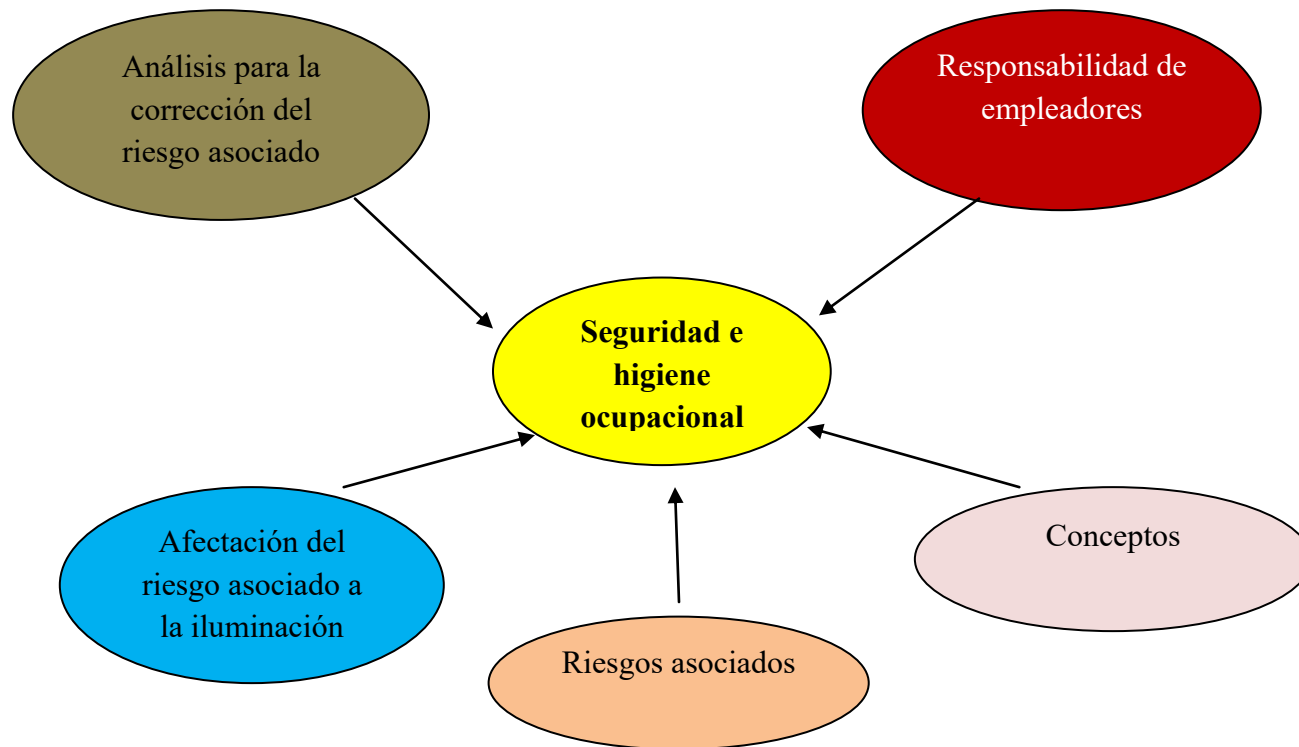 Análisis para la
corrección del
riesgo asociado
Responsabilidad de
empleadores
Seguridad e
higiene
ocupacional
Afectación del
riesgo asociado a
la iluminación
Riesgos asociados
Conceptos